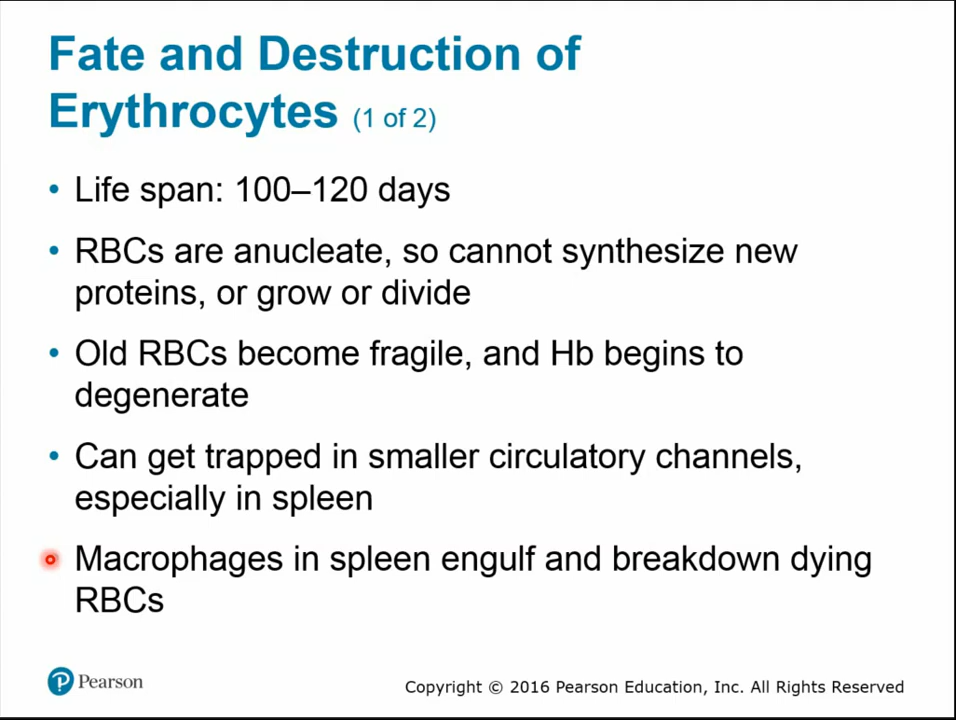 Fate and Destruction of
Erythrocytes (1 of 2)
• Life span: 100–120 days
• RBCs are anucleate, so cannot synthesize new
proteins, or grow or divide
• Old RBCs become fragile, and Hb begins to
degenerate
• Can get trapped in smaller circulatory channels,
especially in spleen
Macrophages in spleen engulf and breakdown dying
RBCs
P Pearson
Copyright © 2016 Pearson Education, Inc. All Rights Reserved